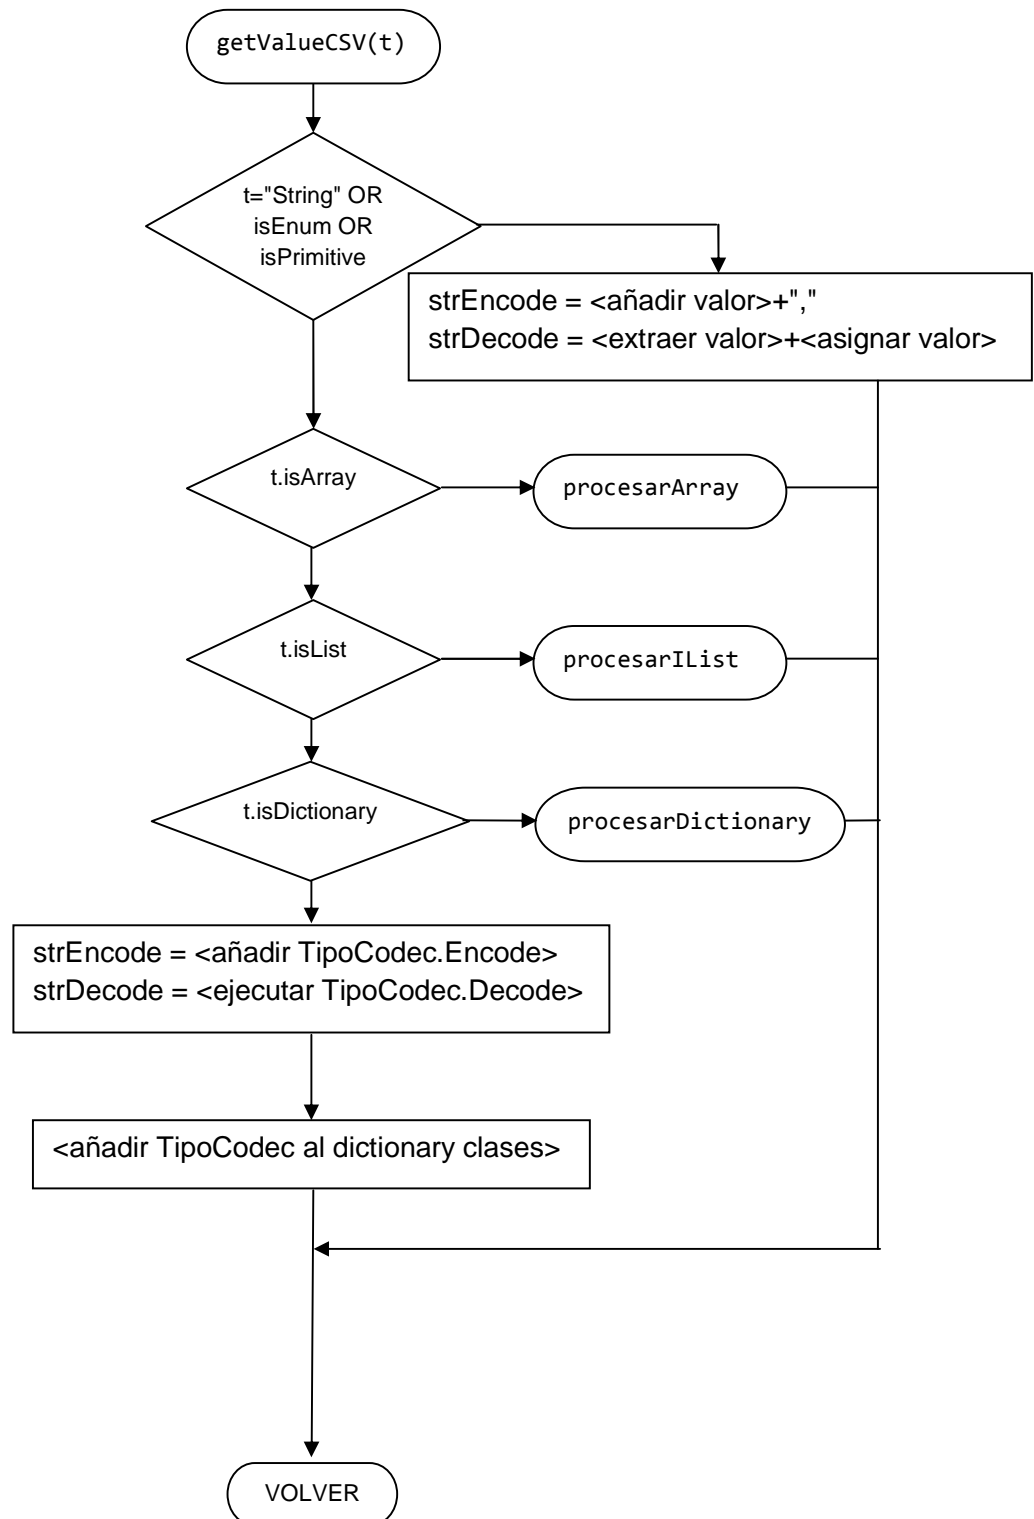 getValueCSV(t)
t="String" OR
isEnum OR
isPrimitive
strEncode = <añadir valor>+","
strDecode = <extraer valor>+<asignar valor>
t.isArray
procesarArray
t.isList
procesarIList
t.isDictionary
procesarDictionary
strEncode = <añadir TipoCodec.Encode>
strDecode = <ejecutar TipoCodec.Decode>
<añadir TipoCodec al dictionary clases>
VOLVER